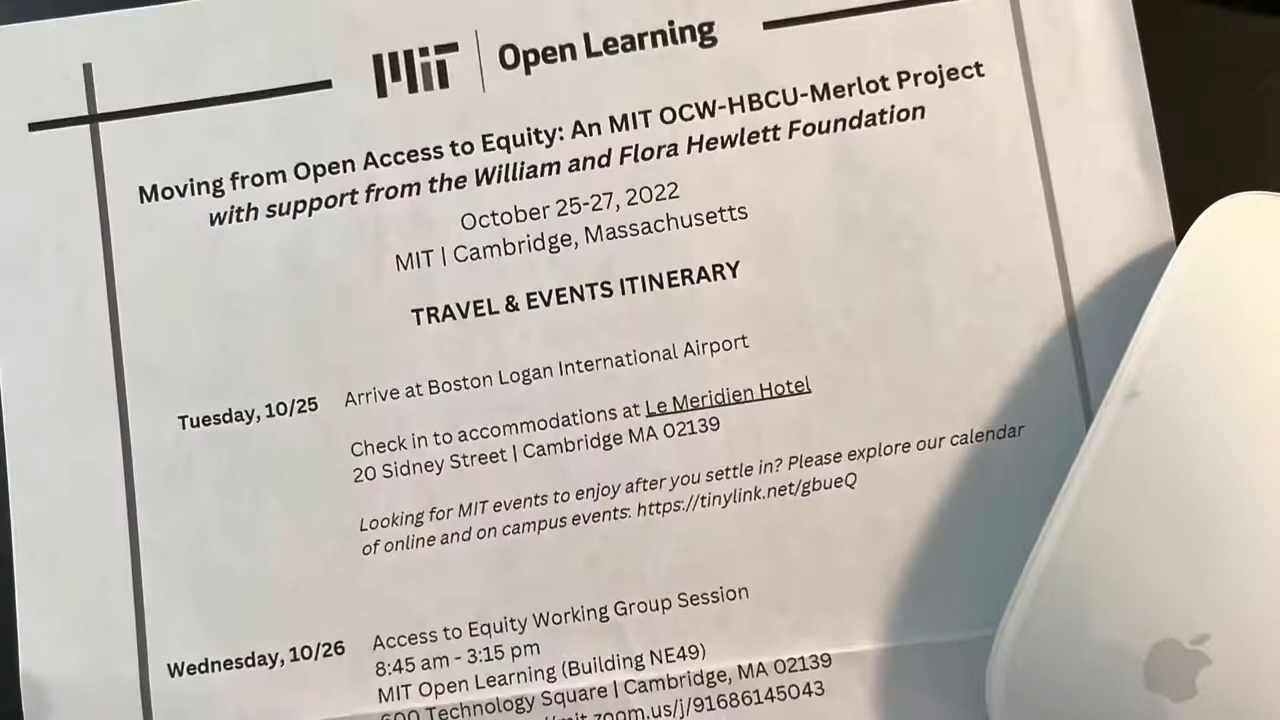 MIT | Open Learning
Moving from Open Access to Equity: An MIT OCW-HBCU-Merlot Project
with support from the William and Flora Hewlett Foundation
October 25-27, 2022
MIT | Cambridge, Massachusetts
TRAVEL & EVENTS ITINERARY
Tuesday, 10/25 Arrive at Boston Logan International Airport
Check in to accommodations at Le Meridien Hotel
20 Sidney Street | Cambridge MA 02139
Looking for MIT events to enjoy after you settle in? Please explore our calendar
of online and on campus events: https://tinylink.net/gbueQ
Wednesday, 10/26 Access to Equity Working Group Session
8:45 am - 3:15 pm
MIT Open Learning (Building NE49)
600 Technology Square | Cambridge, MA 02139
mit.zoom.us/j/91686145043